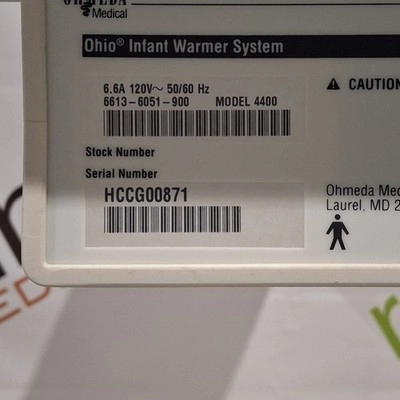 OHMEDA
Medical
Ohio® Infant Warmer System
6.6A 120V~ 50/60 Hz
6613-6051-900 MODEL 4400
CAUTION
Stock Number
Serial Number
HCCG00871
Ohmeda Med
Laurel, MD 2